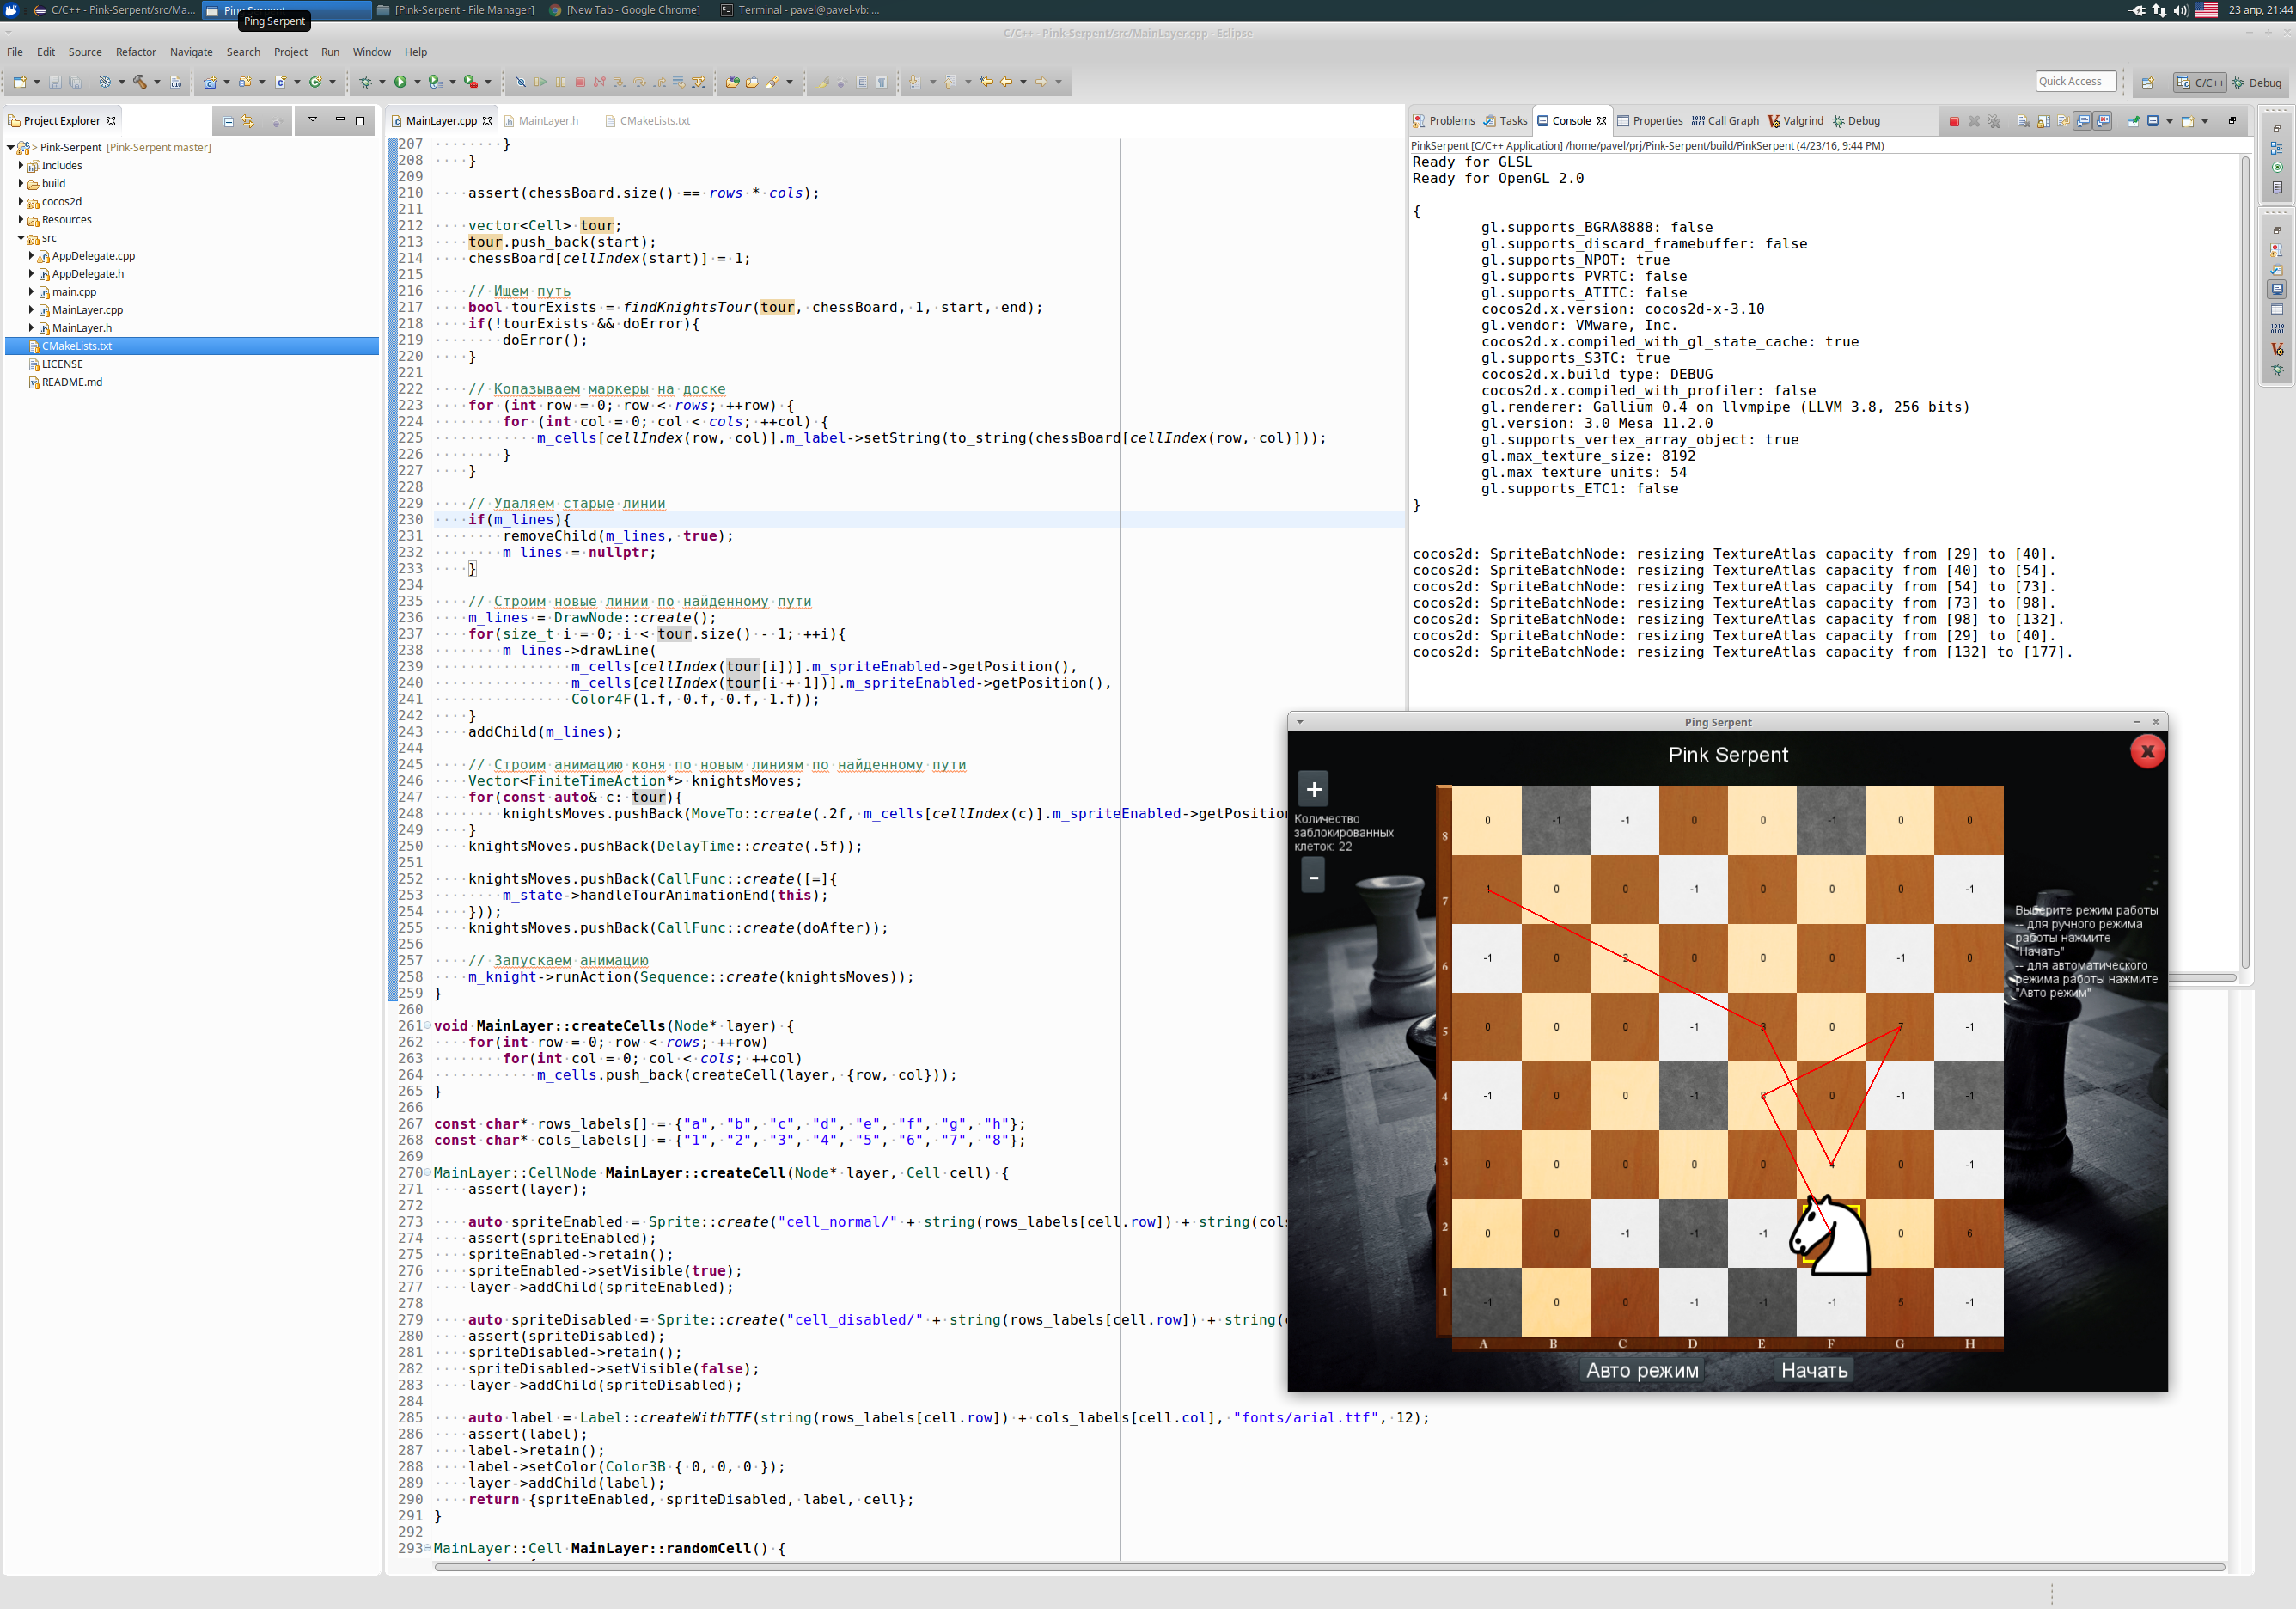 C/C++ - Pink-Serpent/src/Ma...
[Pink-Serpent - File Manager]
[New Tab - Google Chrome]
Terminal - pavel@pavel-vb: ...
23 апр, 21:44
Ping Serpent
C/C++ - Pink-Serpent/src/MainLayer.cpp - Eclipse
File Edit Source Refactor Navigate Search Project Run Window Help
Quick Access
C/C++
Debug
Project Explorer
> Pink-Serpent [Pink-Serpent master]
Includes
build
cocos2d
Resources
src
AppDelegate.cpp
AppDelegate.h
main.cpp
MainLayer.cpp
MainLayer.h
CMakeLists.txt
LICENSE
README.md
MainLayer.cpp
MainLayer.h
CMakeLists.txt
207 }
208 }
209
210 assert(chessBoard.size() == rows * cols);
211
212 vector<Cell> tour;
213 tour.push_back(start);
214 chessBoard[cellIndex(start)] = 1;
215
216 // Ищем путь
217 bool tourExists = findKnightsTour(tour, chessBoard, 1, start, end);
218 if(!tourExists && doError){
219 doError();
220 }
221
222 // Копазываем маркеры на доске
223 for (int row = 0; row < rows; ++row) {
224 for (int col = 0; col < cols; ++col) {
225 m_cells[cellIndex(row, col)].m_label->setString(to_string(chessBoard[cellIndex(row, col)]));
226 }
227 }
228
229 // Удаляем старые линии
230 if(m_lines){
231 removeChild(m_lines, true);
232 m_lines = nullptr;
233 }
234
235 // Строим новые линии по найденному пути
236 m_lines = DrawNode::create();
237 for(size_t i = 0; i < tour.size() - 1; ++i){
238 m_lines->drawLine(
239 m_cells[cellIndex(tour[i])].m_spriteEnabled->getPosition(),
240 m_cells[cellIndex(tour[i + 1])].m_spriteEnabled->getPosition(),
241 Color4F(1.f, 0.f, 0.f, 1.f));
242 }
243 addChild(m_lines);
244
245 // Строим анимацию коня по новым линиям по найденному пути
246 Vector<FiniteTimeAction*> knightsMoves;
247 for(const auto& c: tour){
248 knightsMoves.pushBack(MoveTo::create(.2f, m_cells[cellIndex(c)].m_spriteEnabled->getPosition
249 }
250 knightsMoves.pushBack(DelayTime::create(.5f));
251
252 knightsMoves.pushBack(CallFunc::create([=]{
253 m_state->handleTourAnimationEnd(this);
254 }));
255 knightsMoves.pushBack(CallFunc::create(doAfter));
256
257 // Запускаем анимацию
258 m_knight->runAction(Sequence::create(knightsMoves));
259 }
260
261 void MainLayer::createCells(Node* layer) {
262 for(int row = 0; row < rows; ++row)
263 for(int col = 0; col < cols; ++col)
264 m_cells.push_back(createCell(layer, {row, col}));
265 }
266
267 const char* rows_labels[] = {"a", "b", "c", "d", "e", "f", "g", "h"};
268 const char* cols_labels[] = {"1", "2", "3", "4", "5", "6", "7", "8"};
269
270 MainLayer::CellNode MainLayer::createCell(Node* layer, Cell cell) {
271 assert(layer);
272
273 auto spriteEnabled = Sprite::create("cell_normal/" + string(rows_labels[cell.row]) + string(cols
274 assert(spriteEnabled);
275 spriteEnabled->retain();
276 spriteEnabled->setVisible(true);
277 layer->addChild(spriteEnabled);
278
279 auto spriteDisabled = Sprite::create("cell_disabled/" + string(rows_labels[cell.row]) + string(
280 assert(spriteDisabled);
281 spriteDisabled->retain();
282 spriteDisabled->setVisible(false);
283 layer->addChild(spriteDisabled);
284
285 auto label = Label::createWithTTF(string(rows_labels[cell.row]) + cols_labels[cell.col], "fonts/arial.ttf", 12);
286 assert(label);
287 label->retain();
288 label->setColor(Color3B { 0, 0, 0 });
289 layer->addChild(label);
290 return {spriteEnabled, spriteDisabled, label, cell};
291 }
292
293 MainLayer::Cell MainLayer::randomCell() {
Problems Tasks Console Properties Call Graph Valgrind Debug
PinkSerpent [C/C++ Application] /home/pavel/prj/Pink-Serpent/build/PinkSerpent (4/23/16, 9:44 PM)
Ready for GLSL
Ready for OpenGL 2.0
{
gl.supports_BGRA8888: false
gl.supports_discard_framebuffer: false
gl.supports_NPOT: true
gl.supports_PVRTC: false
gl.supports_ATITC: false
cocos2d.x.version: cocos2d-x-3.10
gl.vendor: VMware, Inc.
cocos2d.x.compiled_with_gl_state_cache: true
gl.supports_S3TC: true
cocos2d.x.build_type: DEBUG
cocos2d.x.compiled_with_profiler: false
gl.renderer: Gallium 0.4 on llvmpipe (LLVM 3.8, 256 bits)
gl.version: 3.0 Mesa 11.2.0
gl.supports_vertex_array_object: true
gl.max_texture_size: 8192
gl.max_texture_units: 54
gl.supports_ETC1: false
}
cocos2d: SpriteBatchNode: resizing TextureAtlas capacity from [29] to [40].
cocos2d: SpriteBatchNode: resizing TextureAtlas capacity from [40] to [54].
cocos2d: SpriteBatchNode: resizing TextureAtlas capacity from [54] to [73].
cocos2d: SpriteBatchNode: resizing TextureAtlas capacity from [73] to [98].
cocos2d: SpriteBatchNode: resizing TextureAtlas capacity from [98] to [132].
cocos2d: SpriteBatchNode: resizing TextureAtlas capacity from [29] to [40].
cocos2d: SpriteBatchNode: resizing TextureAtlas capacity from [132] to [177].
Ping Serpent
Pink Serpent
+
Количество
заблокированных
клеток: 22
-
8 0 -1 -1 0 0 -1 0 0
7 1 0 0 -1 0 0 0 -1
6 -1 0 2 0 0 0 -1 0
5 0 0 0 -1 3 0 7 -1
4 -1 0 0 -1 8 0 -1 -1
3 0 0 0 0 0 4 0 -1
2 0 0 -1 -1 -1 0 6
1 -1 0 0 -1 -1 -1 5 -1
A B C D E F G H
Выберите режим работы
-- для ручного режима
работы нажмите
"Начать"
-- для автоматического
режима работы нажмите
"Авто режим"
Авто режим
Начать